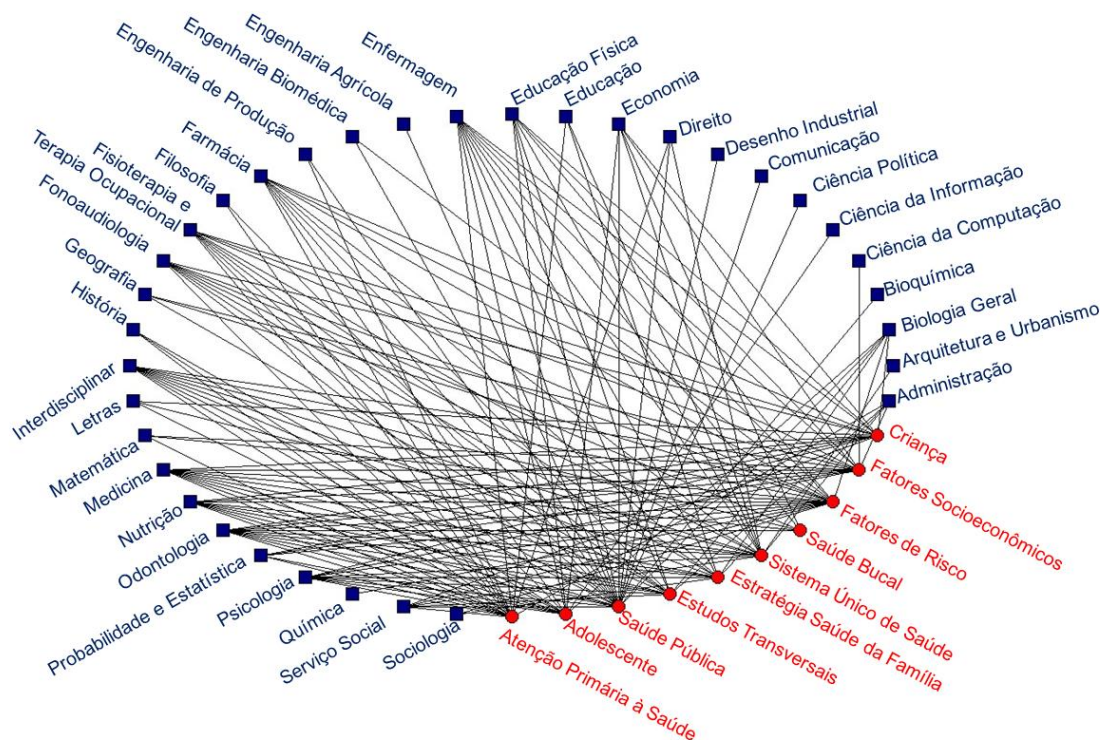 Enfermagem
Educação Física
Educação
Economia
Direito
Desenho Industrial
Comunicação
Ciência Política
Ciência da Informação
Ciência da Computação
Bioquímica
Biologia Geral
Arquitetura e Urbanismo
Administração
Criança
Fatores Socioeconômicos
Fatores de Risco
Saúde Bucal
Sistema Único de Saúde
Estratégia Saúde da Família
Estudos Transversais
Saúde Pública
Adolescente
Atenção Primária à Saúde
Sociologia
Serviço Social
Química
Psicologia
Probabilidade e Estatística
Odontologia
Nutrição
Medicina
Matemática
Letras
Interdisciplinar
História
Geografia
Fonoaudiologia
Fisioterapia e
Terapia Ocupacional
Filosofia
Farmácia
Engenharia de Produção
Engenharia Biomédica
Engenharia Agrícola